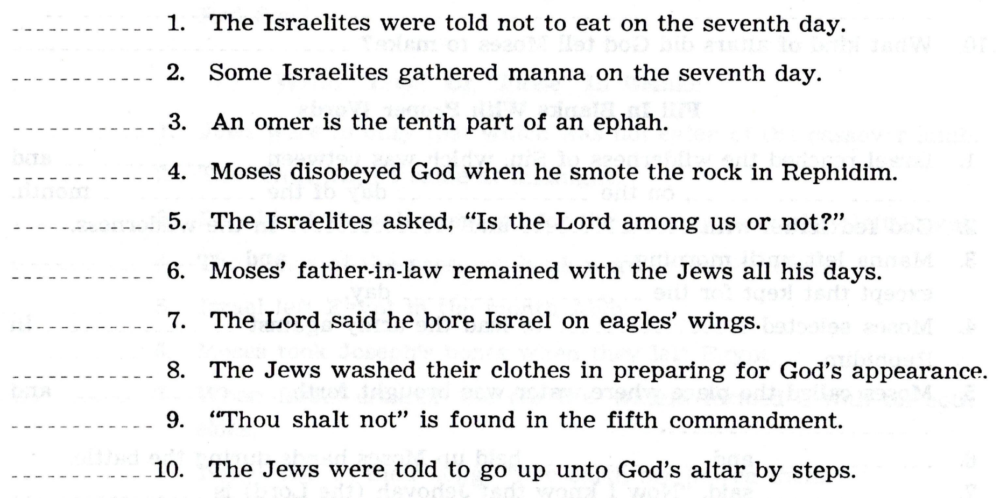 ------------ 1. The Israelites were told not to eat on the seventh day.
------------ 2. Some Israelites gathered manna on the seventh day.
------------ 3. An omer is the tenth part of an ephah.
------------ 4. Moses disobeyed God when he smote the rock in Rephidim.
------------ 5. The Israelites asked, “Is the Lord among us or not?”
------------ 6. Moses’ father-in-law remained with the Jews all his days.
------------ 7. The Lord said he bore Israel on eagles’ wings.
------------ 8. The Jews washed their clothes in preparing for God’s appearance.
------------ 9. “Thou shalt not” is found in the fifth commandment.
------------ 10. The Jews were told to go up unto God’s altar by steps.